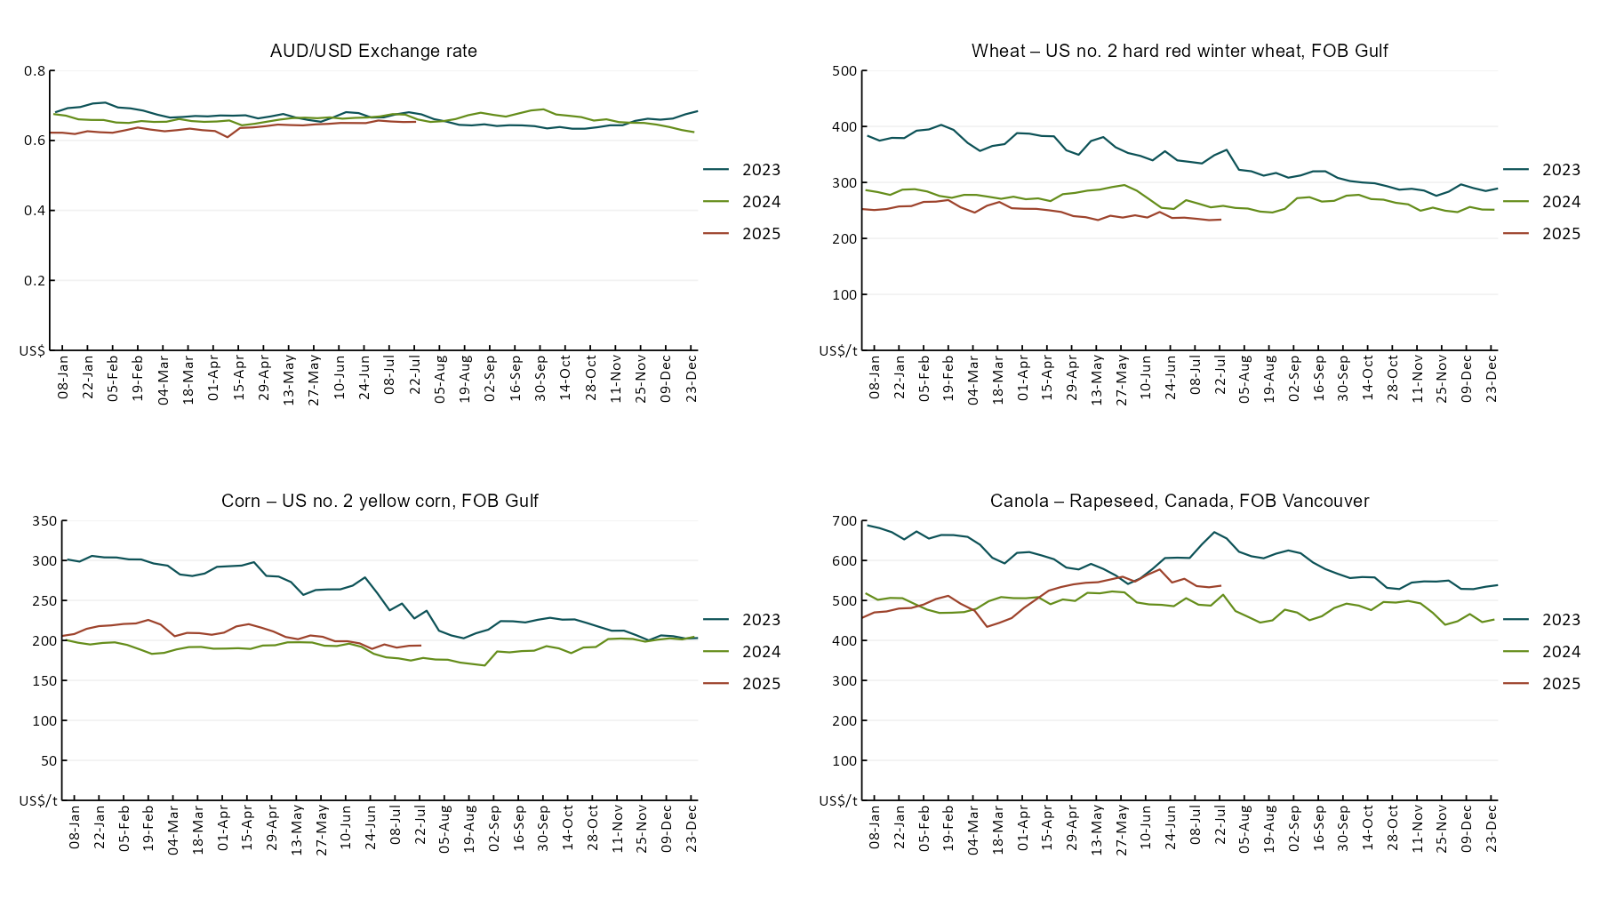 AUD/USD Exchange rate
0.8
0.6
0.4
0.2
US$
08-Jan
22-Jan
05-Feb
19-Feb
04-Mar
18-Mar
01-Apr
15-Apr
29-Apr
13-May
27-May
10-Jun
24-Jun
08-Jul
22-Jul
05-Aug
19-Aug
02-Sep
16-Sep
30-Sep
14-Oct
28-Oct
11-Nov
25-Nov
09-Dec
23-Dec
2023
2024
2025
Wheat – US no. 2 hard red winter wheat, FOB Gulf
500
400
300
200
100
US$/t
08-Jan
22-Jan
05-Feb
19-Feb
04-Mar
18-Mar
01-Apr
15-Apr
29-Apr
13-May
27-May
10-Jun
24-Jun
08-Jul
22-Jul
05-Aug
19-Aug
02-Sep
16-Sep
30-Sep
14-Oct
28-Oct
11-Nov
25-Nov
09-Dec
23-Dec
2023
2024
2025
Corn – US no. 2 yellow corn, FOB Gulf
350
300
250
200
150
100
50
US$/t
08-Jan
22-Jan
05-Feb
19-Feb
04-Mar
18-Mar
01-Apr
15-Apr
29-Apr
13-May
27-May
10-Jun
24-Jun
08-Jul
22-Jul
05-Aug
19-Aug
02-Sep
16-Sep
30-Sep
14-Oct
28-Oct
11-Nov
25-Nov
09-Dec
23-Dec
2023
2024
2025
Canola – Rapeseed, Canada, FOB Vancouver
700
600
500
400
300
200
100
US$/t
08-Jan
22-Jan
05-Feb
19-Feb
04-Mar
18-Mar
01-Apr
15-Apr
29-Apr
13-May
27-May
10-Jun
24-Jun
08-Jul
22-Jul
05-Aug
19-Aug
02-Sep
16-Sep
30-Sep
14-Oct
28-Oct
11-Nov
25-Nov
09-Dec
23-Dec
2023
2024
2025